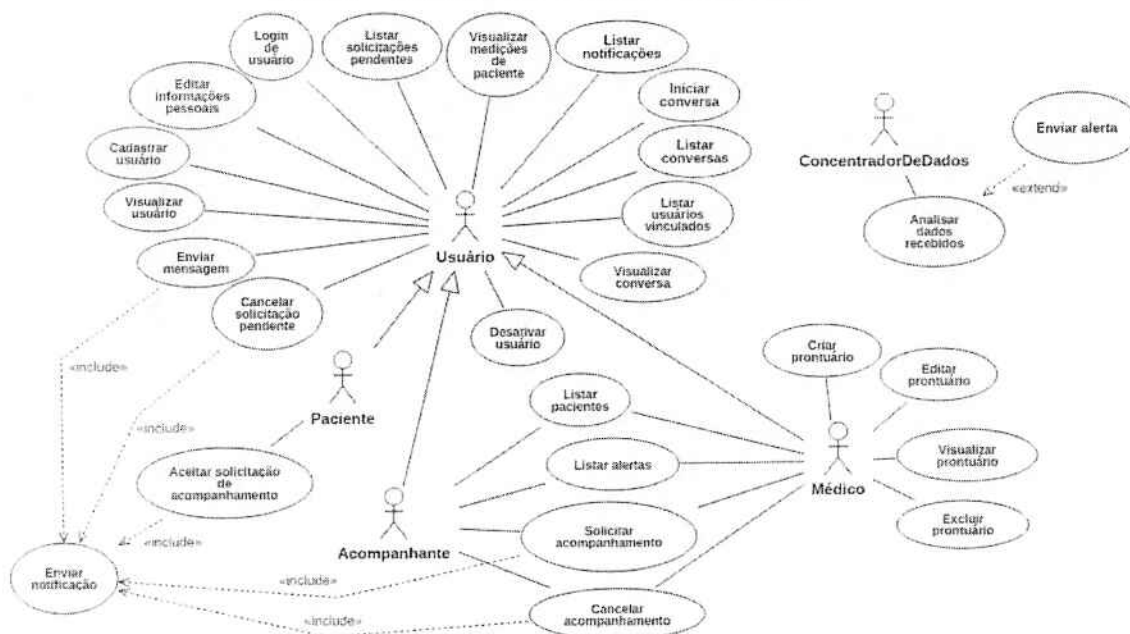 Login
de
usuário
Listar
solicitações
pendentes
Visualizar
medições
de
paciente
Listar
notificações
Editar
informações
pessoais
Iniciar
conversa
Cadastrar
usuário
Listar
conversas
Visualizar
usuário
Listar
usuários
vinculados
Enviar
mensagem
Usuário
Visualizar
conversa
Cancelar
solicitação
pendente
Desativar
usuário
ConcentradorDeDados
Enviar alerta
«extend»
Analisar
dados
recebidos
«include»
Paciente
Listar
pacientes
Criar
prontuário
Editar
prontuário
«include»
Aceitar solicitação
de
acompanhamento
Listar alertas
Médico
Visualizar
prontuário
«include»
Acompanhante
Solicitar
acompanhamento
Excluir
prontuário
Enviar
notificação
«include»
«include»
Cancelar
acompanhamento